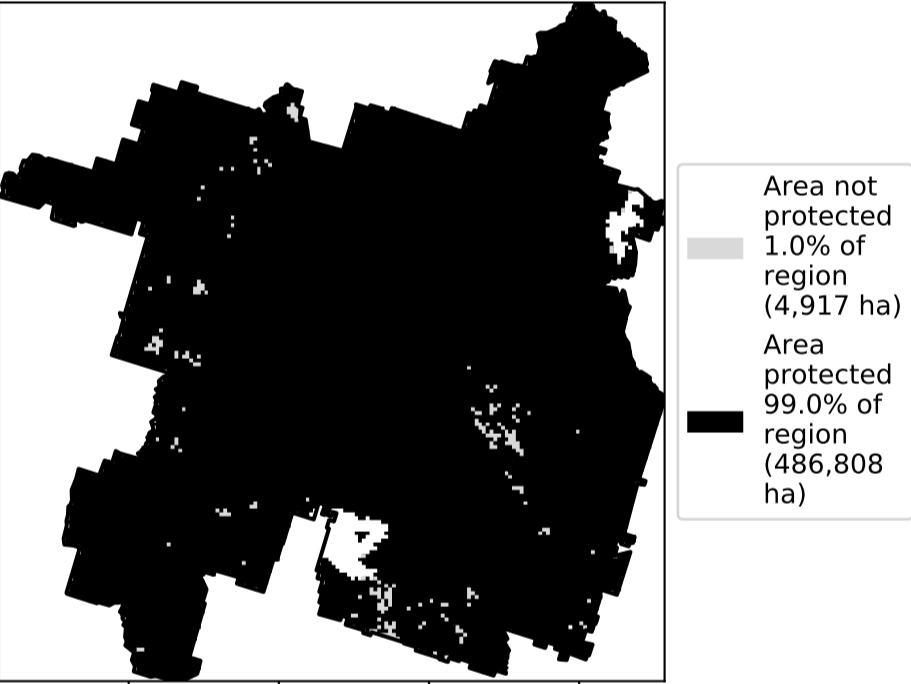 Area not
protected
1.0% of
region
(4,917 ha)
Area
protected
99.0% of
region
(486,808
ha)